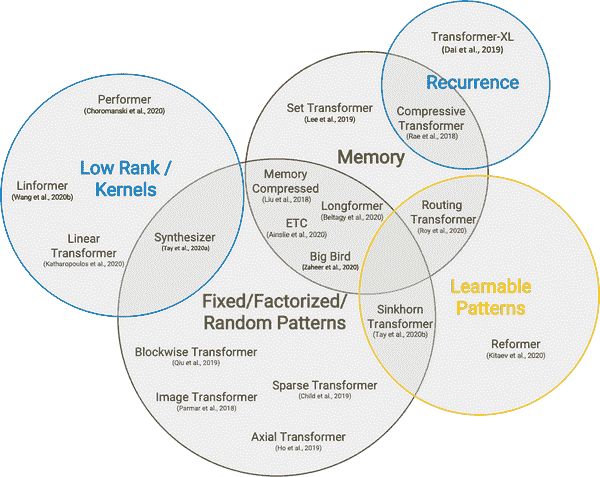 Transformer-XL
(Dai et al., 2019)
Recurrence
Performer
(Choromanski et al., 2020)
Set Transformer
(Lee et al., 2019)
Compressive
Transformer
(Rae et al., 2018)
Memory
Low Rank /
Kernels
Memory
Compressed
(Liu et al., 2018)
Linformer
(Wang et al., 2020b)
Longformer
(Beltagy et al., 2020)
Routing
Transformer
(Roy et al., 2020)
ETC
(Ainslie et al., 2020)
Linear
Transformer
(Katharopoulos et al., 2020)
Synthesizer
(Tay et al., 2020a)
Big Bird
(Zaheer et al., 2020)
Learnable
Patterns
Fixed/Factorized/
Random Patterns
Sinkhorn
Transformer
(Tay et al., 2020b)
Reformer
(Kitaev et al., 2020)
Blockwise Transformer
(Qiu et al., 2019)
Image Transformer
(Parmar et al., 2018)
Sparse Transformer
(Child et al., 2019)
Axial Transformer
(Ho et al., 2019)